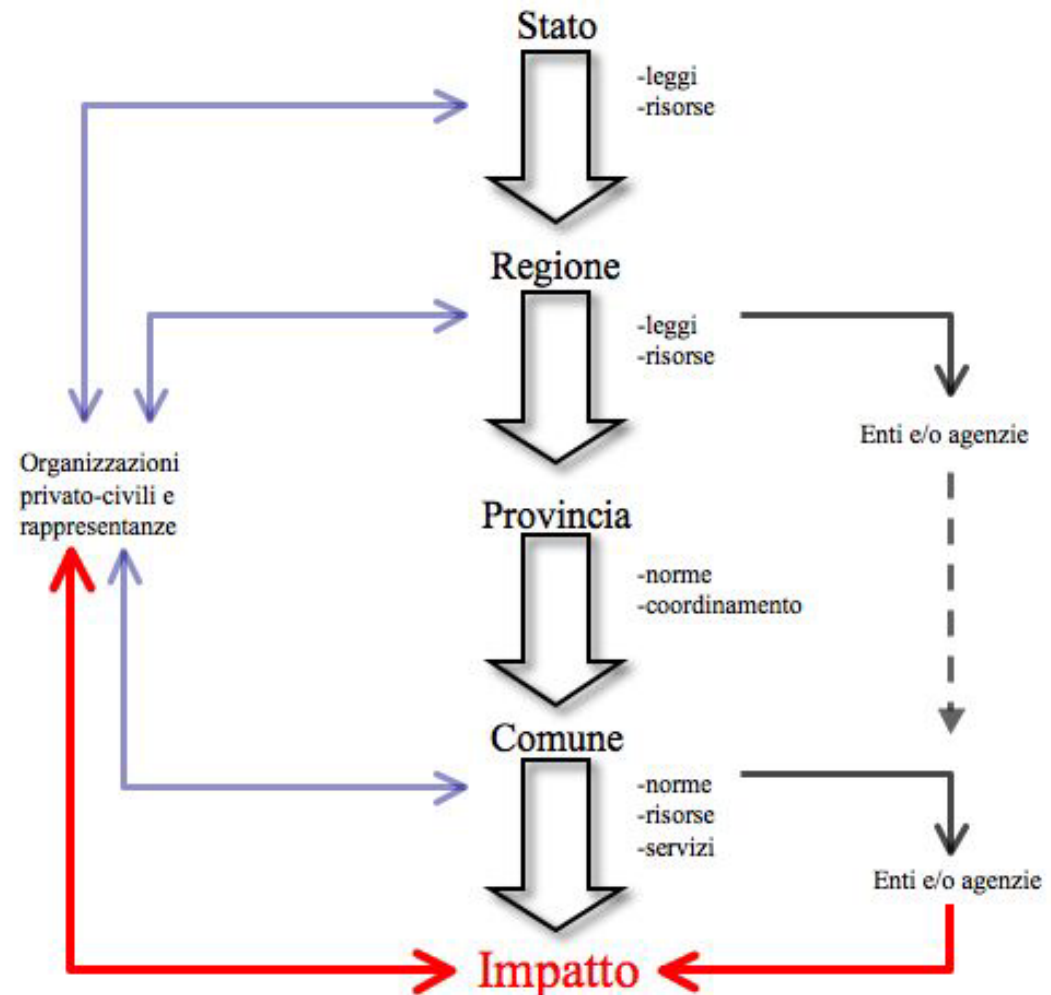 Stato
-leggi
-risorse
Regione
-leggi
-risorse
Enti e/o agenzie
Organizzazioni
privato-civili e
rappresentanze
Provincia
-norme
-coordinamento
Comune
-norme
-risorse
-servizi
Enti e/o agenzie
Impatto